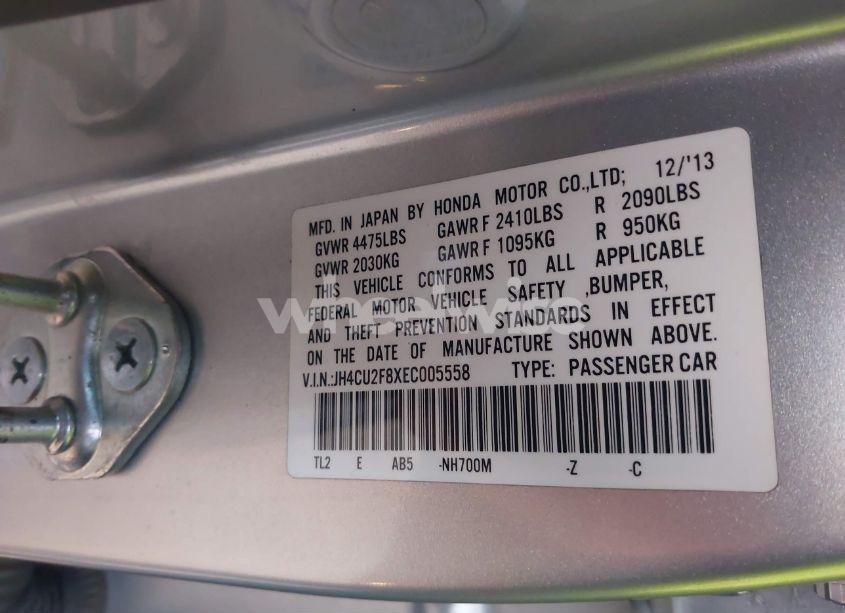 MFD. IN JAPAN BY HONDA MOTOR CO.,LTD; 12/'13
GVWR 4475LBS GAWR F 2410LBS R 2090LBS
GVWR 2030KG GAWR F 1095KG R 950KG
THIS VEHICLE CONFORMS TO ALL APPLICABLE
FEDERAL MOTOR VEHICLE SAFETY ,BUMPER,
AND THEFT PREVENTION STANDARDS IN EFFECT
ON THE DATE OF MANUFACTURE SHOWN ABOVE.
V.I.N.:JH4CU2F8XEC005558 TYPE: PASSENGER CAR
TL2 E AB5 -NH700M -Z -C